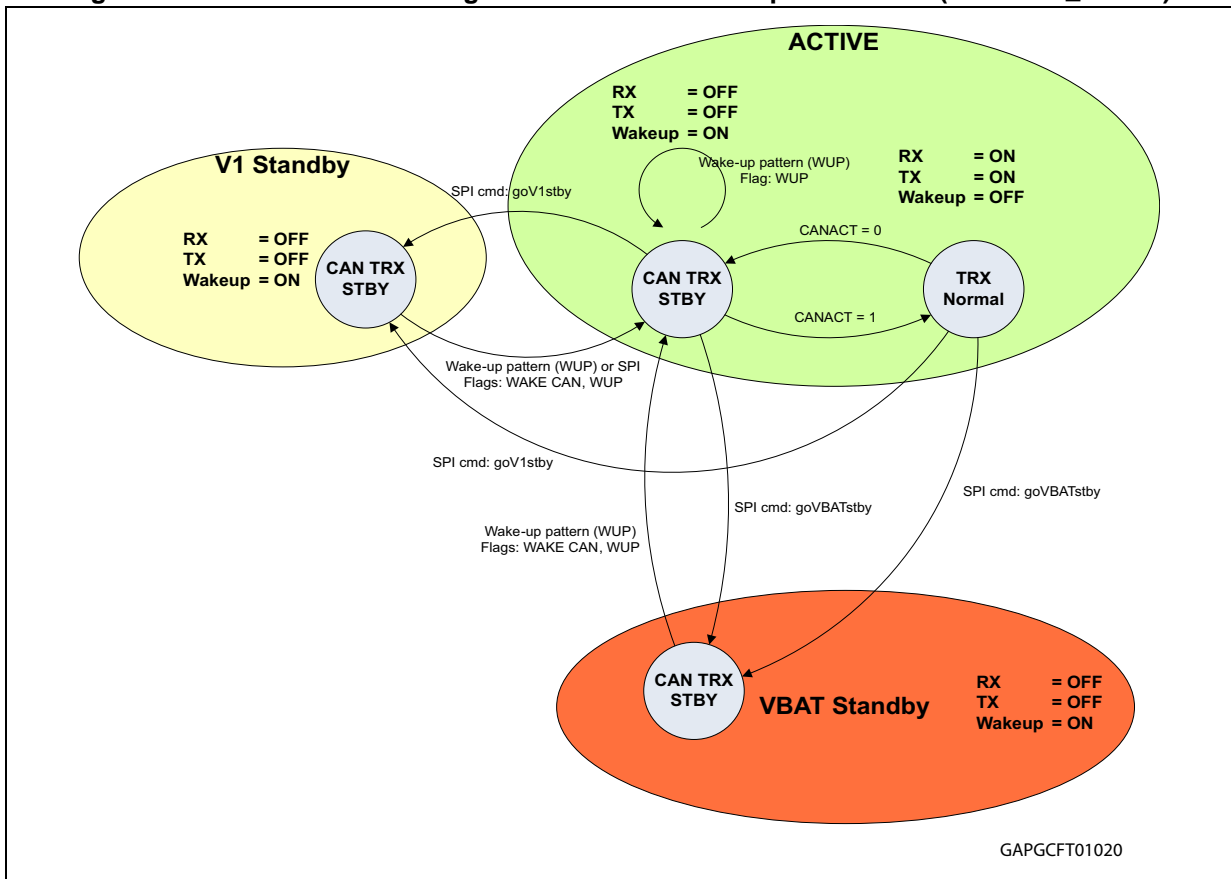 ACTIVE
RX = OFF
TX = OFF
Wakeup = ON
Wake-up pattern (WUP)
Flag: WUP
RX = ON
TX = ON
Wakeup = OFF
V1 Standby
SPI cmd: goV1stby
RX = OFF
TX = OFF
Wakeup = ON
CAN TRX
STBY
CAN TRX
STBY
CANACT = 0
TRX
Normal
CANACT = 1
Wake-up pattern (WUP) or SPI
Flags: WAKE CAN, WUP
SPI cmd: goV1stby
SPI cmd: goVBATstby
SPI cmd: goVBATstby
Wake-up pattern (WUP)
Flags: WAKE CAN, WUP
CAN TRX
STBY
VBAT Standby
RX = OFF
TX = OFF
Wakeup = ON
GAPGCFT01020